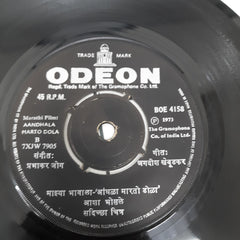 TRADE MARK
ODEON
Regd. Trade Mark of The Gramophone Co. Ltd.
45 R.P.M.
BOE 4158
Marathi Film:
AANDHALA
MARTO DOLA
B
7XJW 7905
संगीत:
प्रभाकर जोग
℗ 1973
The Gramophone
Co. of India Ltd.
गीत:
जगदीश खेबुडकर
माझ्या भावाला-'आंधळा मारतो डोळा'
आशा भोसले
सदिच्छा चित्र